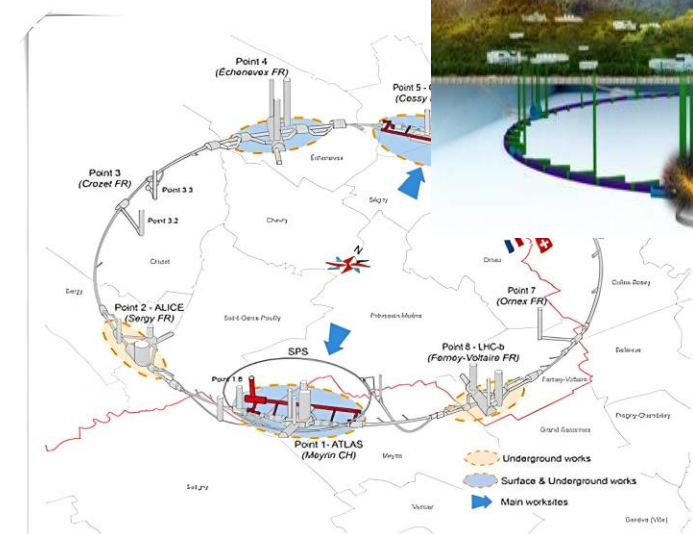 Point 4
(Échenevex FR)
Point 5 - C
(Cessy
Échenevex
Point 3
(Crozet FR)
Point 3.3
Point 3.2
Chevry
Ségny
Crozet
N
Ornex
Sergy
Point 2 - ALICE
(Sergy FR)
Saint-Genis-Pouilly
Prévessin-Moëns
Point 7
(Ornex FR)
Collex-Bossy
SPS
Point 8 - LHC-b
(Ferney-Voltaire FR)
Bellevue
Point 1.8
Ferney-Voltaire
Pregny-Chambésy
Grand-Saconnex
Point 1- ATLAS
(Meyrin CH)
Meyrin
Underground works
Satigny
Surface & Underground works
Main worksites
Vernier
Genève (Ville)